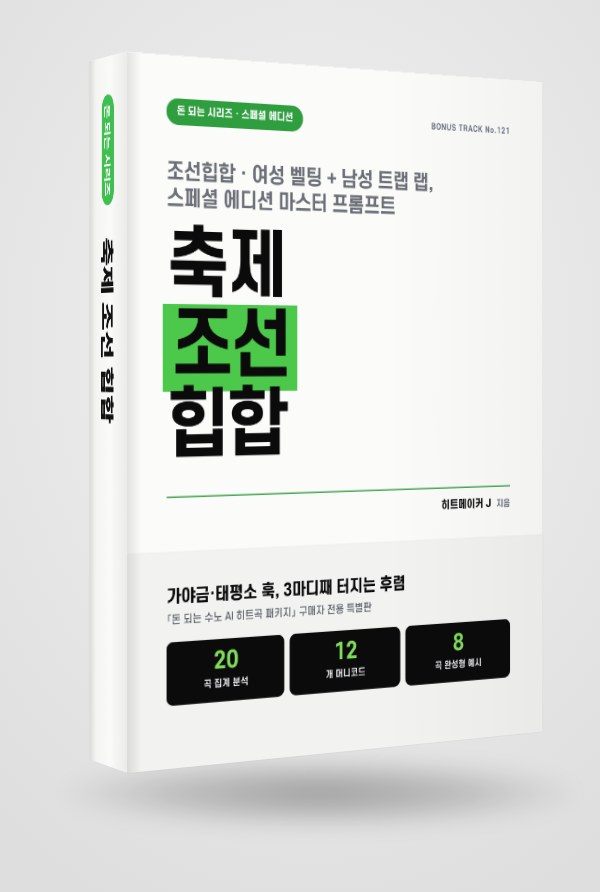 돈 되는 시리즈
축제 조선 힙합
돈 되는 시리즈 · 스페셜 에디션
BONUS TRACK No.121
조선힙합 · 여성 벨팅 + 남성 트랩 랩,
스페셜 에디션 마스터 프롬프트
축제
조선
힙합
히트메이커 J 지음
가야금·태평소 훅, 3마디째 터지는 후렴
『돈 되는 수노 AI 히트곡 패키지』 구매자 전용 특별판
20
곡 집계 분석
12
개 머니코드
8
곡 완성형 예시